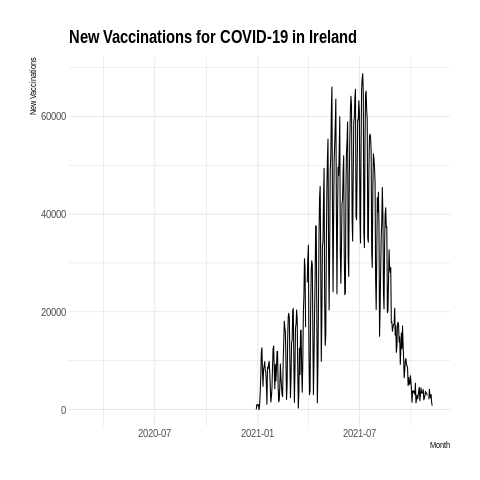 New Vaccinations for COVID-19 in Ireland
New Vaccinations
60000
40000
20000
0
2020-07
2021-01
2021-07
Month